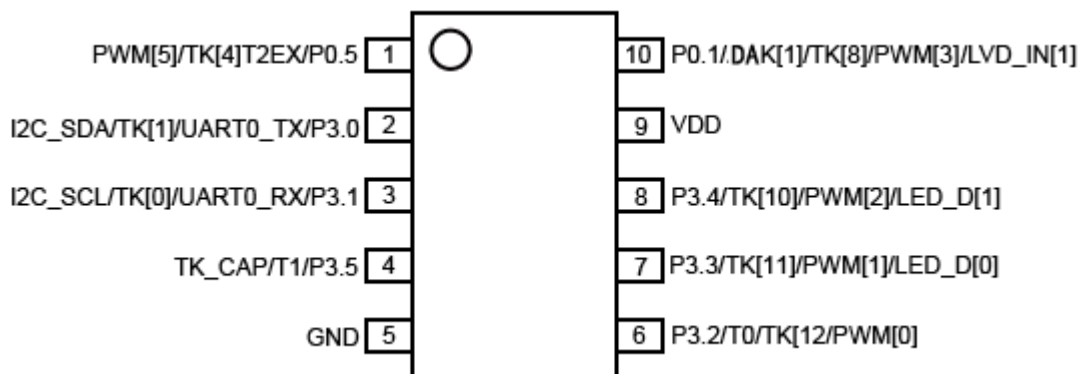 PWM[5]/TK[4]T2EX/P0.5 1
10 P0.1/.DAK[1]/TK[8]/PWM[3]/LVD_IN[1]
I2C_SDA/TK[1]/UART0_TX/P3.0 2
9 VDD
I2C_SCL/TK[0]/UART0_RX/P3.1 3
8 P3.4/TK[10]/PWM[2]/LED_D[1]
TK_CAP/T1/P3.5 4
7 P3.3/TK[11]/PWM[1]/LED_D[0]
GND 5
6 P3.2/T0/TK[12/PWM[0]